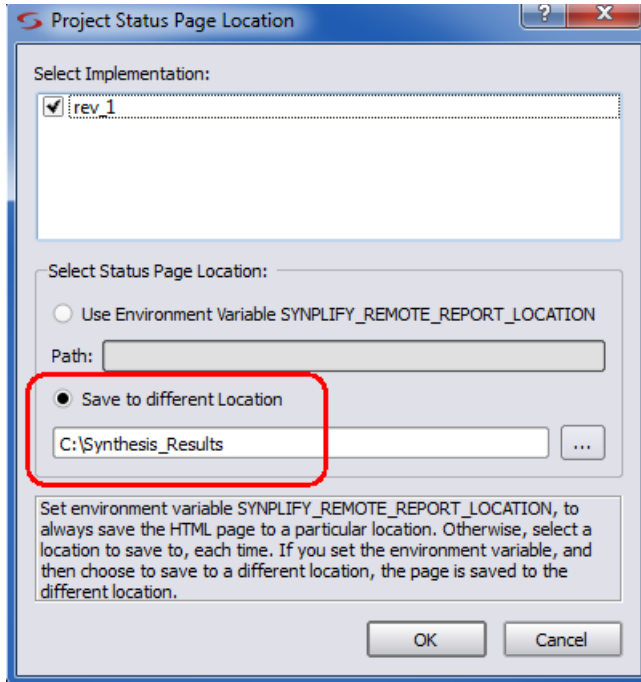 Project Status Page Location
?
X
Select Implementation:
rev_1
Select Status Page Location:
Use Environment Variable SYNPLIFY_REMOTE_REPORT_LOCATION
Path:
Save to different Location
C:\Synthesis_Results
...
Set environment variable SYNPLIFY_REMOTE_REPORT_LOCATION, to
always save the HTML page to a particular location. Otherwise, select a
location to save to, each time. If you set the environment variable, and
then choose to save to a different location, the page is saved to the
different location.
OK
Cancel